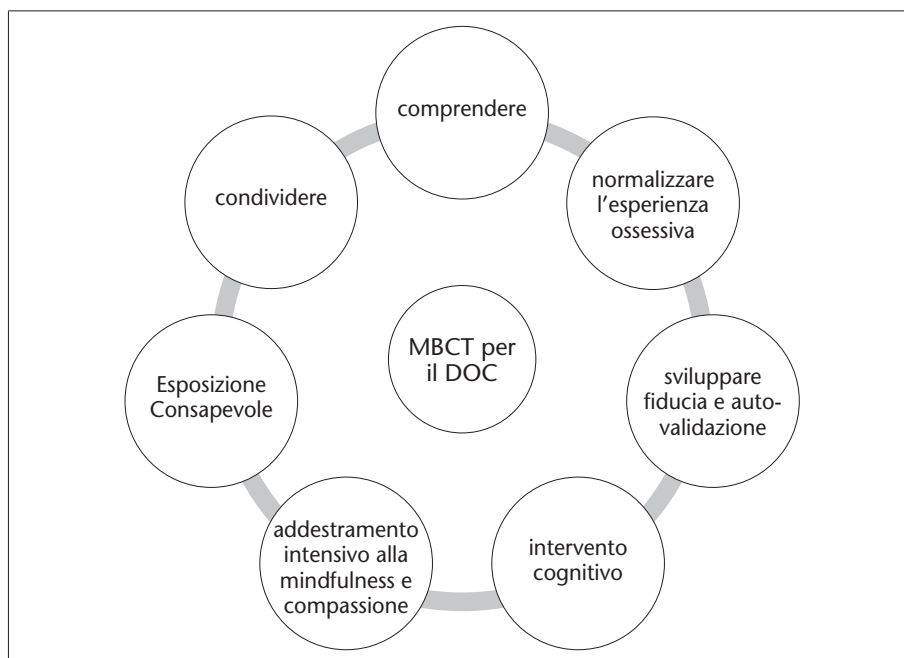 comprendere
normalizzare
l'esperienza
ossessiva
sviluppare
fiducia e auto-
validazione
intervento
cognitivo
addestramento
intensivo alla
mindfulness e
compassione
Esposizione
Consapevole
condividere
MBCT per
il DOC